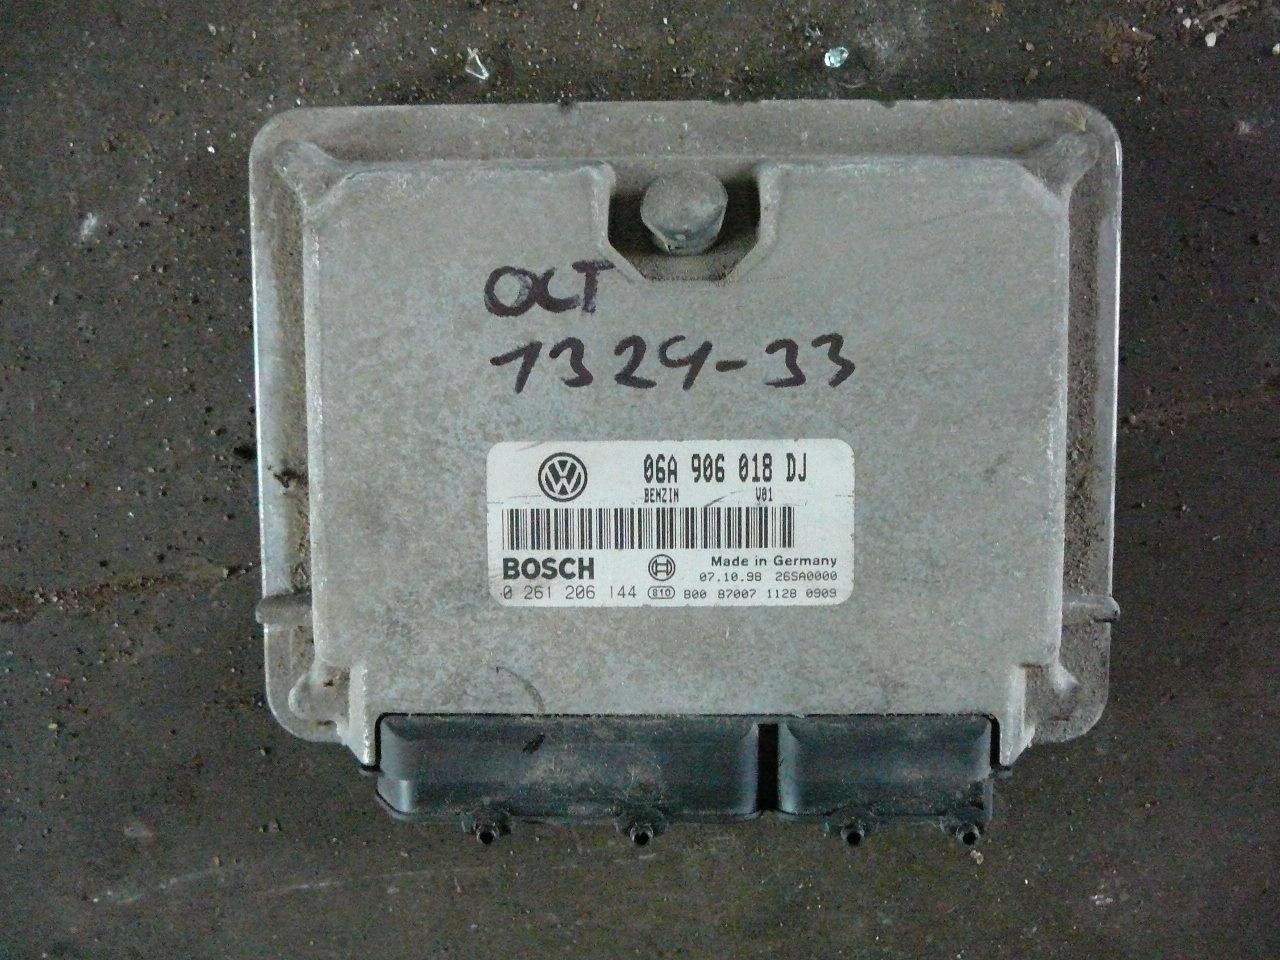 OCT
1324-33
06A 906 018 DJ
BENZIN V01
BOSCH Made in Germany
07.10.98 26SA0000
0 261 206 144 810 800 87007 1128 0909